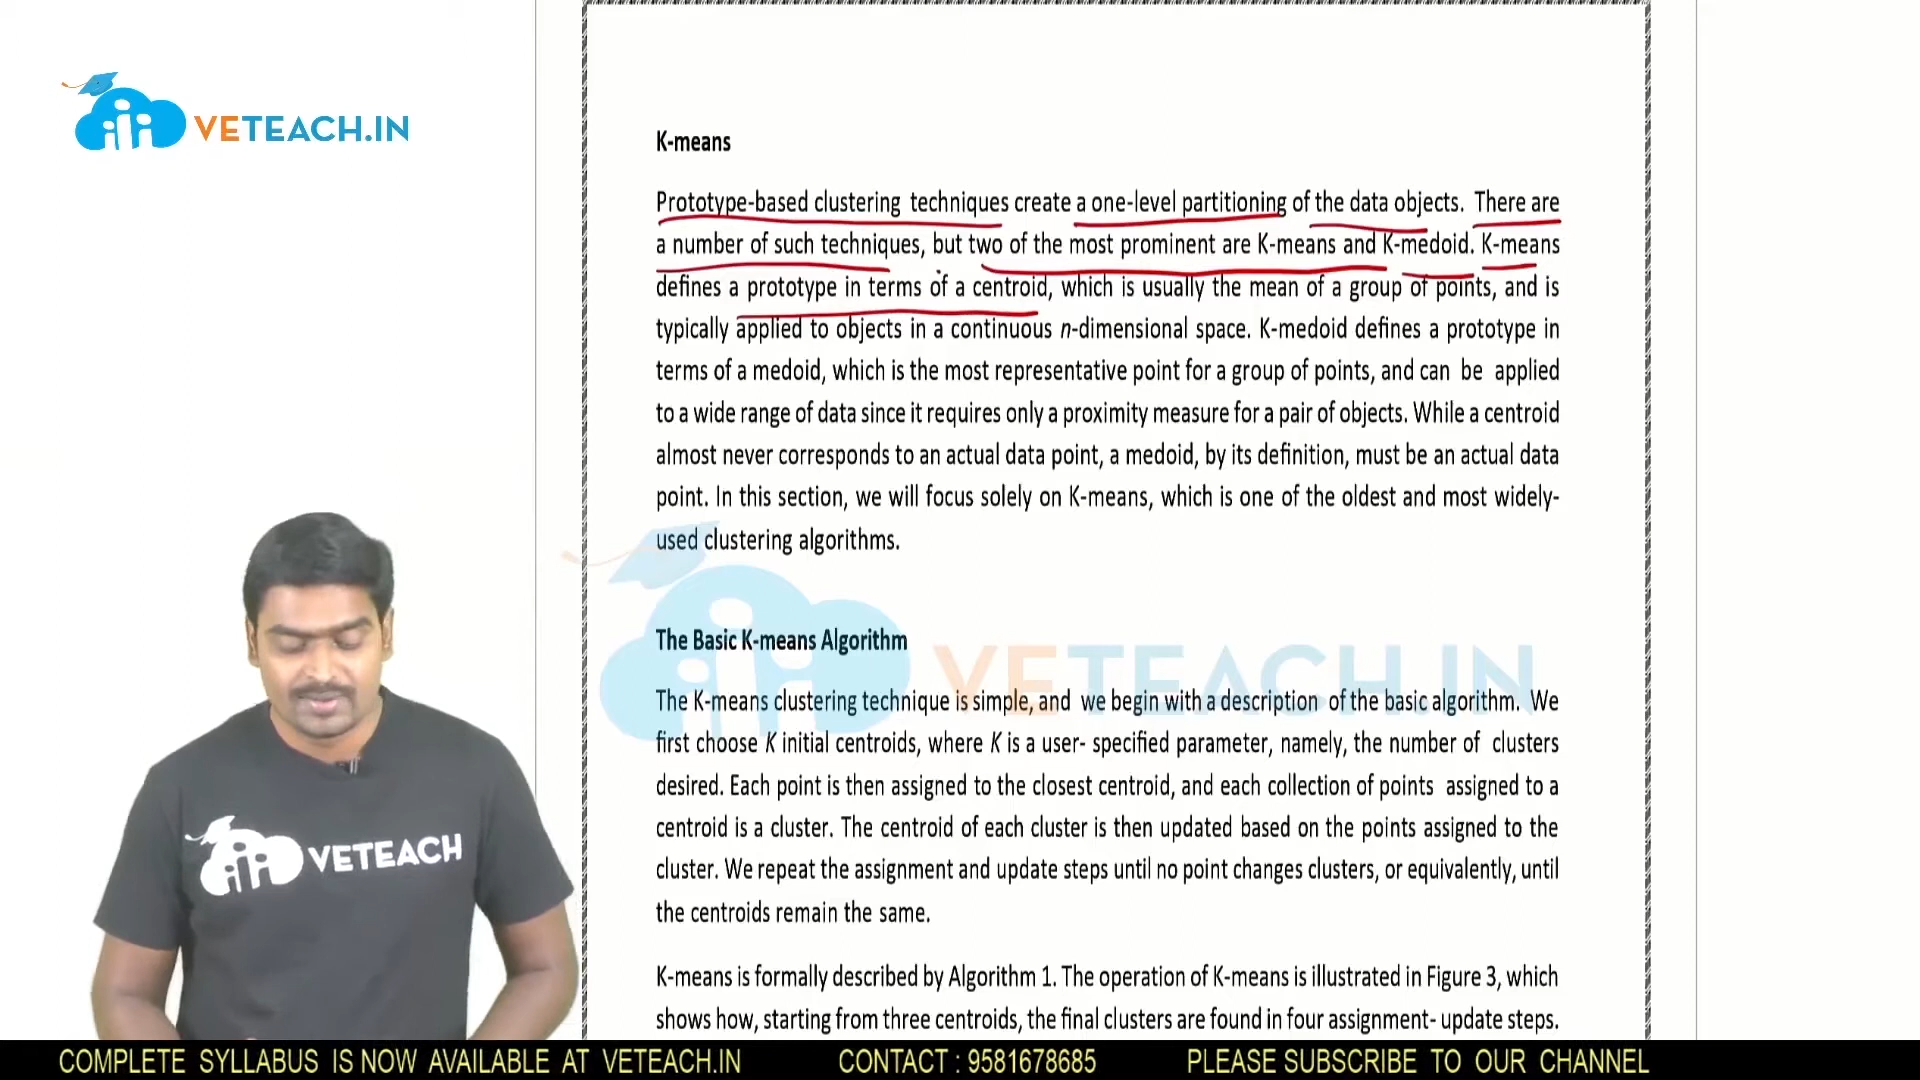 VETEACH.IN
K-means
Prototype-based clustering techniques create a one-level partitioning of the data objects. There are
a number of such techniques, but two of the most prominent are K-means and K-medoid. K-means
defines a prototype in terms of a centroid, which is usually the mean of a group of points, and is
typically applied to objects in a continuous n-dimensional space. K-medoid defines a prototype in
terms of a medoid, which is the most representative point for a group of points, and can be applied
to a wide range of data since it requires only a proximity measure for a pair of objects. While a centroid
almost never corresponds to an actual data point, a medoid, by its definition, must be an actual data
point. In this section, we will focus solely on K-means, which is one of the oldest and most widely-
used clustering algorithms.
The Basic K-means Algorithm
VETEACH.IN
The K-means clustering technique is simple, and we begin with a description of the basic algorithm. We
first choose K initial centroids, where K is a user- specified parameter, namely, the number of clusters
desired. Each point is then assigned to the closest centroid, and each collection of points assigned to a
centroid is a cluster. The centroid of each cluster is then updated based on the points assigned to the
cluster. We repeat the assignment and update steps until no point changes clusters, or equivalently, until
the centroids remain the same.
K-means is formally described by Algorithm 1. The operation of K-means is illustrated in Figure 3, which
shows how, starting from three centroids, the final clusters are found in four assignment- update steps.
VETEACH
COMPLETE SYLLABUS IS NOW AVAILABLE AT VETEACH.IN CONTACT : 9581678685 PLEASE SUBSCRIBE TO OUR CHANNEL